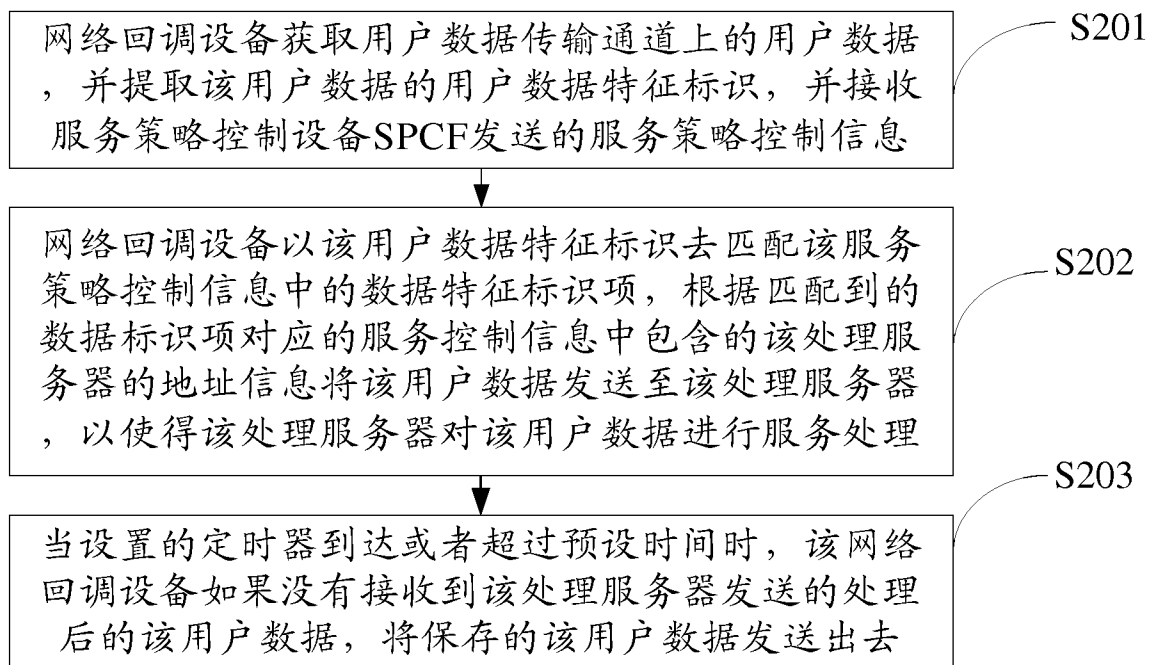 网络回调设备获取用户数据传输通道上的用户数据
，并提取该用户数据的用户数据特征标识，并接收
服务策略控制设备SPCF发送的服务策略控制信息
S201
网络回调设备以该用户数据特征标识去匹配该服务
策略控制信息中的数据特征标识项，根据匹配到的
数据标识项对应的服务控制信息中包含的该处理服
务器的地址信息将该用户数据发送至该处理服务器
，以使得该处理服务器对该用户数据进行服务处理
S202
当设置的定时器到达或者超过预设时间时，该网络
回调设备如果没有接收到该处理服务器发送的处理
后的该用户数据，将保存的该用户数据发送出去
S203